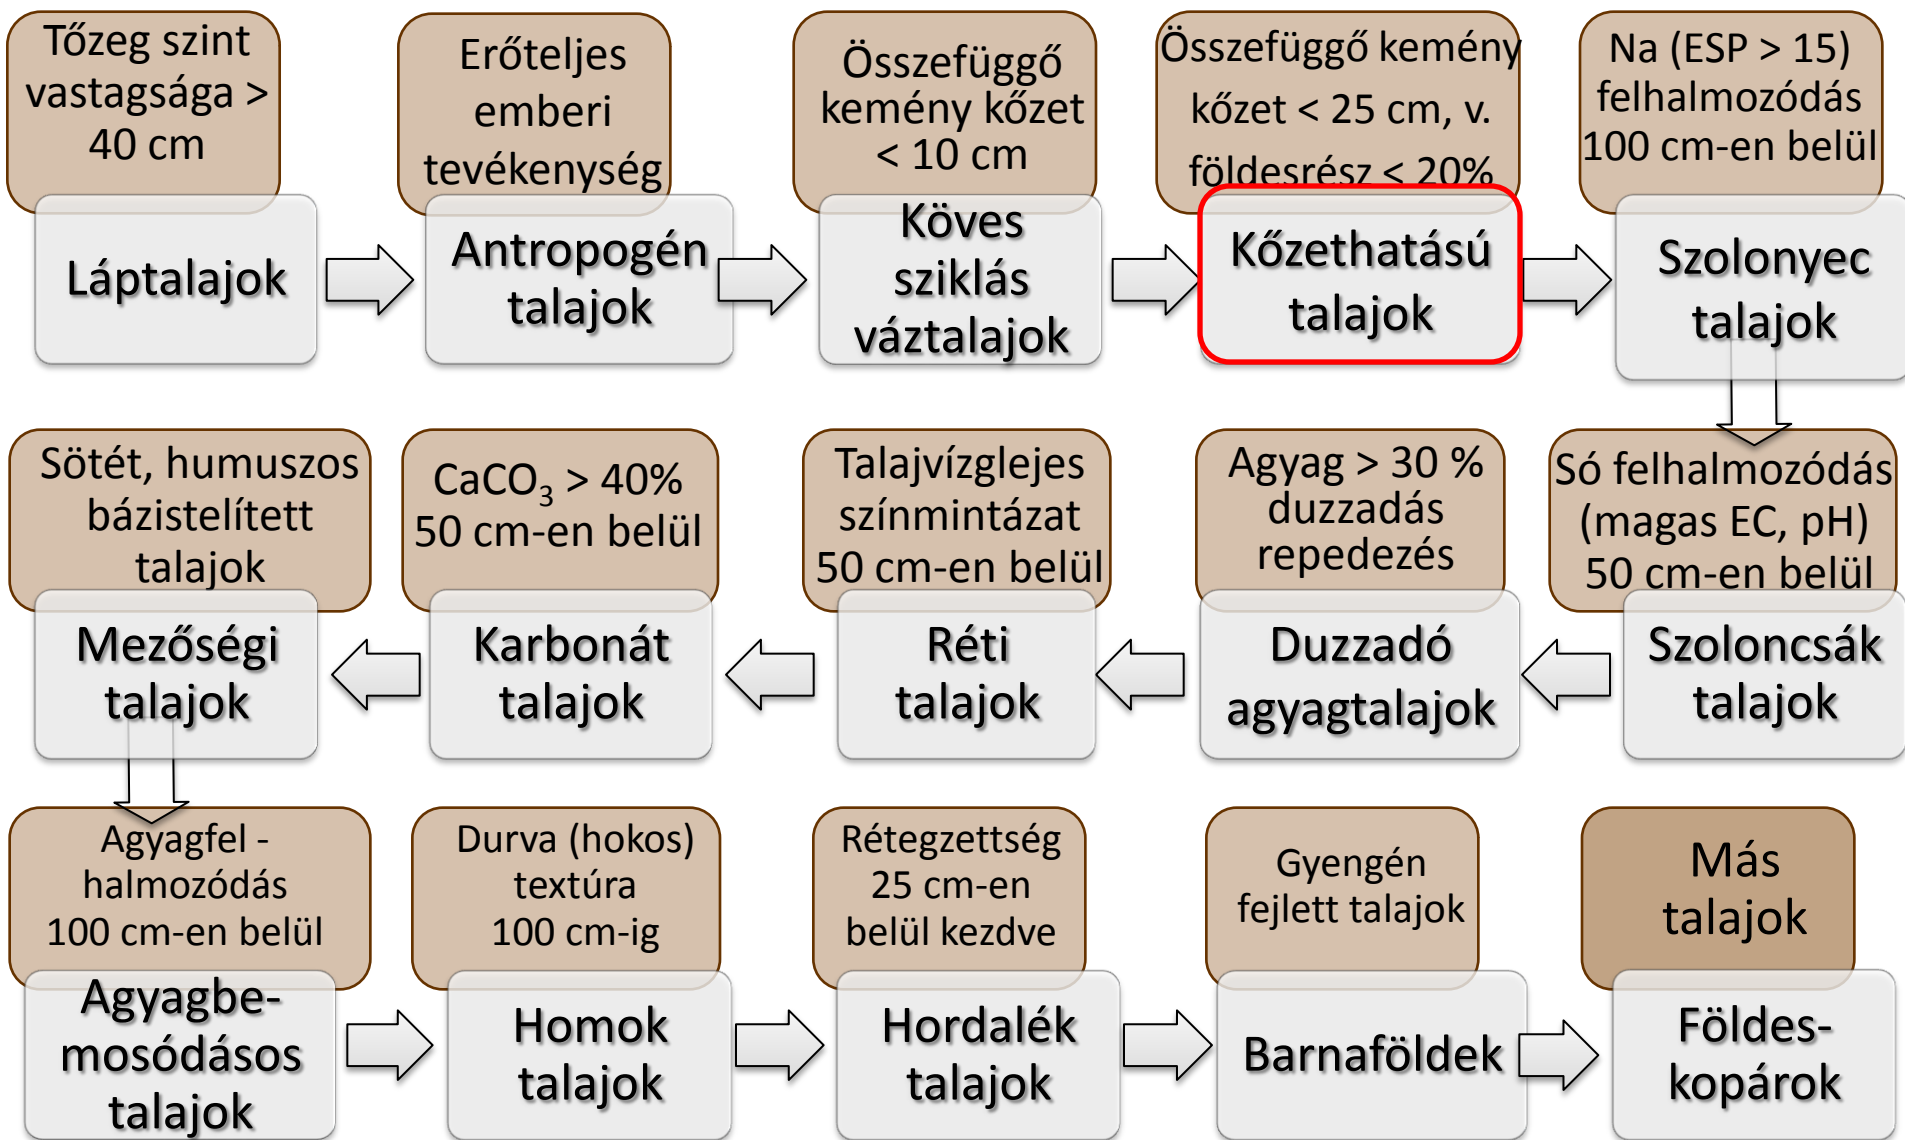 Tőzeg szint
vastagsága >
40 cm
Láptalajok
Erőteljes
emberi
tevékenység
Antropogén
talajok
Összefüggő
kemény kőzet
< 10 cm
Köves
sziklás
váztalajok
Összefüggő kemény
kőzet < 25 cm, v.
földesrész < 20%
Kőzethatású
talajok
Na (ESP > 15)
felhalmozódás
100 cm-en belül
Szolonyec
talajok
Só felhalmozódás
(magas EC, pH)
50 cm-en belül
Szoloncsák
talajok
Agyag > 30 %
duzzadás
repedezés
Duzzadó
agyagtalajok
Talajvízglejes
színmintázat
50 cm-en belül
Réti
talajok
CaCO₃ > 40%
50 cm-en belül
Karbonát
talajok
Sötét, humuszos
bázistelített
talajok
Mezőségi
talajok
Agyagfel -
halmozódás
100 cm-en belül
Agyagbe-
mosódásos
talajok
Durva (hokos)
textúra
100 cm-ig
Homok
talajok
Rétegzettség
25 cm-en
belül kezdve
Hordalék
talajok
Gyengén
fejlett talajok
Barnaföldek
Más
talajok
Földes-
kopárok